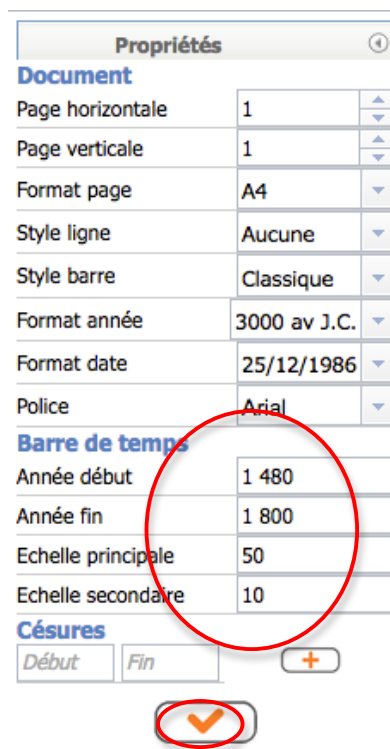 Propriétés
Document
Page horizontale 1
Page verticale 1
Format page A4
Style ligne Aucune
Style barre Classique
Format année 3000 av J.C.
Format date 25/12/1986
Police Arial
Barre de temps
Année début 1 480
Année fin 1 800
Echelle principale 50
Echelle secondaire 10
Césures
Début Fin +